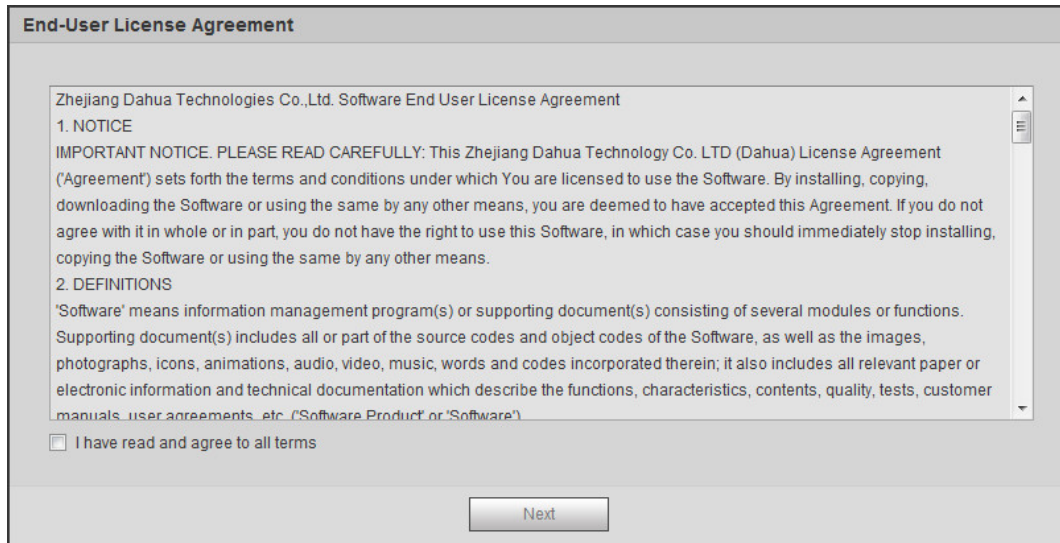 End-User License Agreement
Zhejiang Dahua Technologies Co.,Ltd. Software End User License Agreement
1. NOTICE
IMPORTANT NOTICE. PLEASE READ CAREFULLY: This Zhejiang Dahua Technology Co. LTD (Dahua) License Agreement
('Agreement') sets forth the terms and conditions under which You are licensed to use the Software. By installing, copying,
downloading the Software or using the same by any other means, you are deemed to have accepted this Agreement. If you do not
agree with it in whole or in part, you do not have the right to use this Software, in which case you should immediately stop installing,
copying the Software or using the same by any other means.
2. DEFINITIONS
'Software' means information management program(s) or supporting document(s) consisting of several modules or functions.
Supporting document(s) includes all or part of the source codes and object codes of the Software, as well as the images,
photographs, icons, animations, audio, video, music, words and codes incorporated therein; it also includes all relevant paper or
electronic information and technical documentation which describe the functions, characteristics, contents, quality, tests, customer
manuals, user agreements, etc. ('Software Product' or 'Software')
I have read and agree to all terms
Next